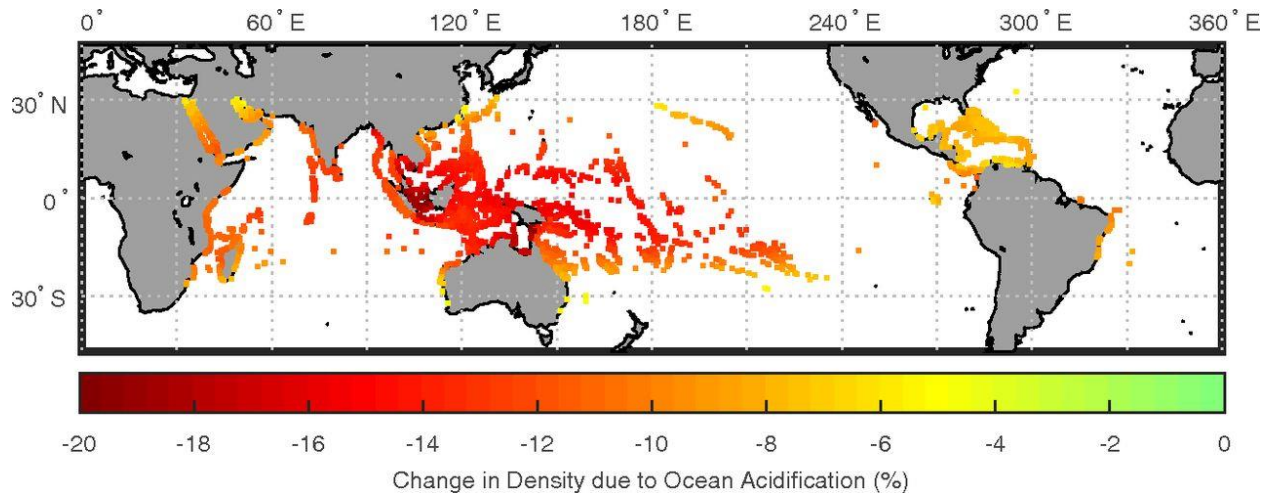 0° 60° E 120° E 180° E 240° E 300° E 360° E
30° N
0°
30° S
-20 -18 -16 -14 -12 -10 -8 -6 -4 -2 0
Change in Density due to Ocean Acidification (%)